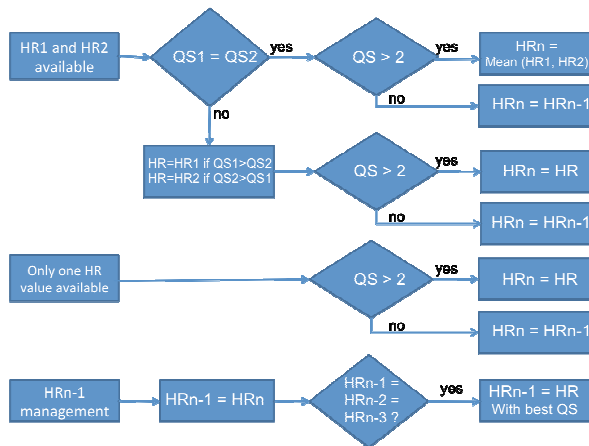 HR1 and HR2
available
QS1 = QS2
yes
QS > 2
yes
HRn =
Mean (HR1, HR2)
no
HRn = HRn-1
no
HR=HR1 if QS1>QS2
HR=HR2 if QS2>QS1
QS > 2
yes
HRn = HR
no
HRn = HRn-1
Only one HR
value available
QS > 2
yes
HRn = HR
no
HRn = HRn-1
HRn-1
management
HRn-1 = HRn
HRn-1 =
HRn-2 =
HRn-3 ?
yes
HRn-1 = HR
With best QS